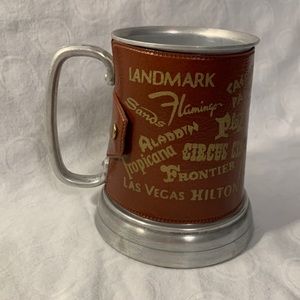 LANDMARK
Sands
Flamingo
ALADDIN
Tropicana
CIRCUS
FRONTIER
LAS VEGAS HILTON